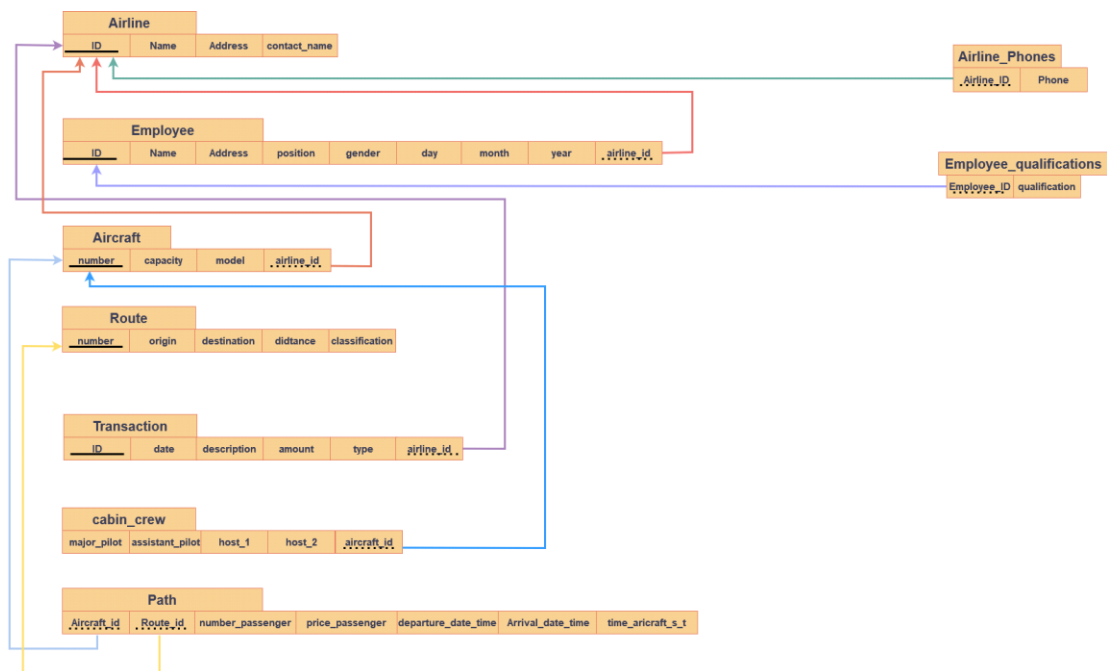 Airline
ID Name Address contact_name
Airline_Phones
Airline_ID Phone
Employee
ID Name Address position gender day month year airline_id
Employee_qualifications
Employee_ID qualification
Aircraft
number capacity model airline_id
Route
number origin destination didtance classification
Transaction
ID date description amount type airline_id
cabin_crew
major_pilot assistant_pilot host_1 host_2 aircraft_id
Path
Aircraft_id Route_id number_passenger price_passenger departure_date_time Arrival_date_time time_aricraft_s_t